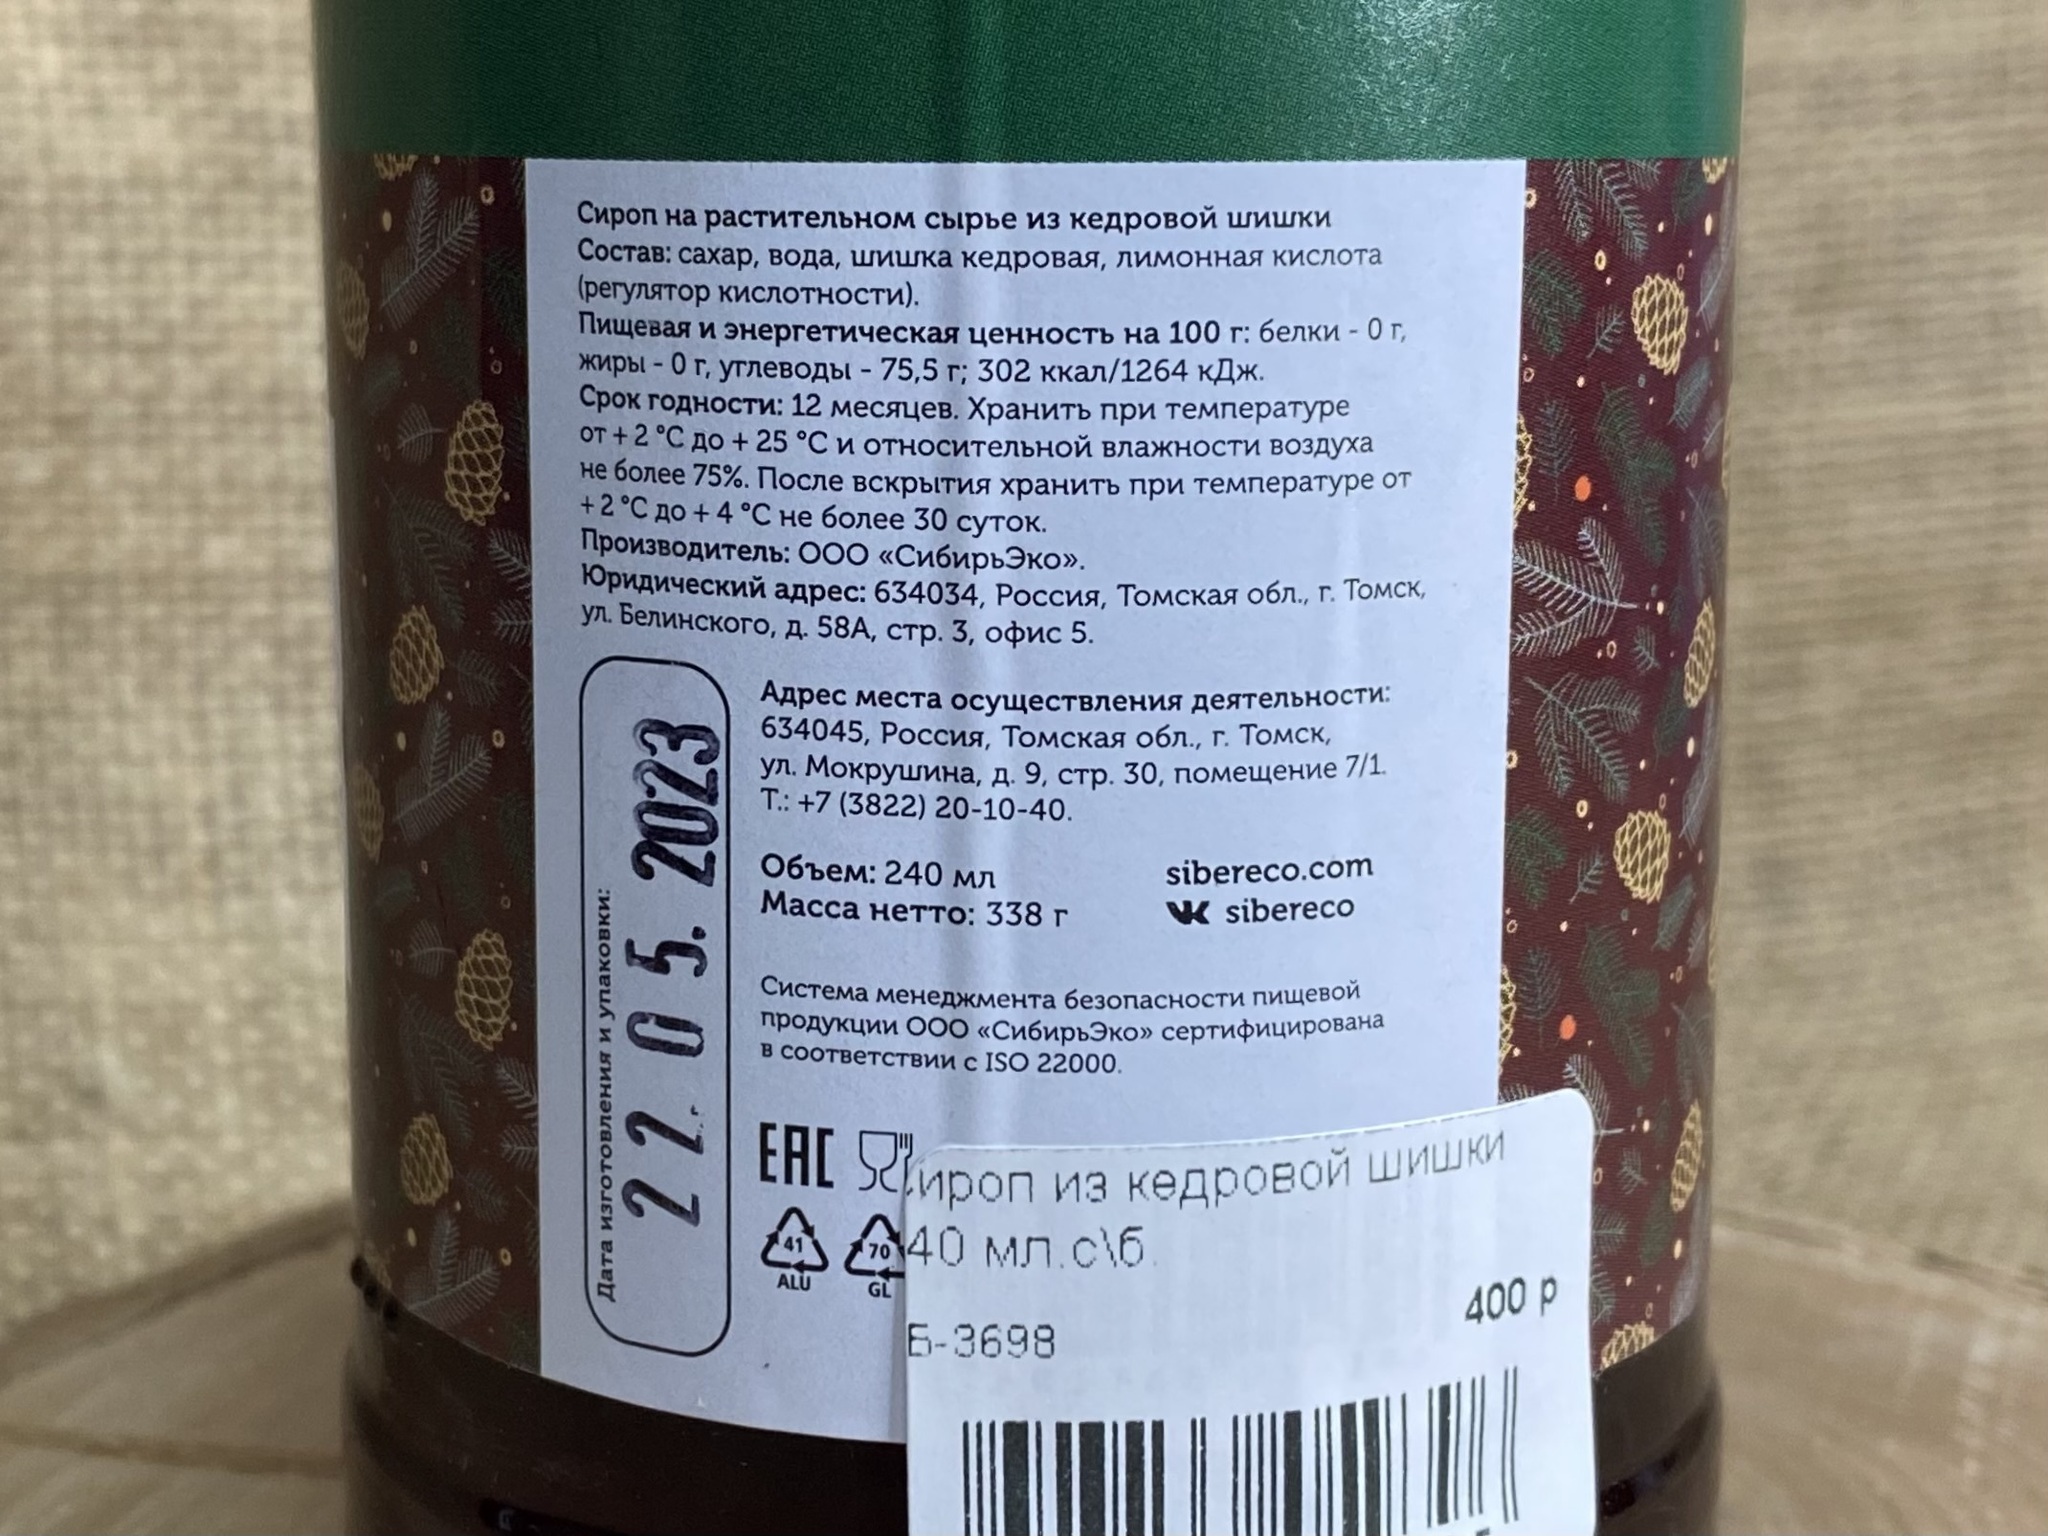 Сироп на растительном сырье из кедровой шишки
Состав: сахар, вода, шишка кедровая, лимонная кислота
(регулятор кислотности).
Пищевая и энергетическая ценность на 100 г: белки - 0 г,
жиры - 0 г, углеводы - 75,5 г; 302 ккал/1264 кДж.
Срок годности: 12 месяцев. Хранить при температуре
от + 2 °С до + 25 °С и относительной влажности воздуха
не более 75%. После вскрытия хранить при температуре от
+ 2 °С до + 4 °С не более 30 суток.
Производитель: ООО «СибирьЭко».
Юридический адрес: 634034, Россия, Томская обл., г. Томск,
ул. Белинского, д. 58А, стр. 3, офис 5.
Дата изготовления и упаковки:
22 05. 2023
Адрес места осуществления деятельности:
634045, Россия, Томская обл., г. Томск,
ул. Мокрушина, д. 9, стр. 30, помещение 7/1.
Т.: +7 (3822) 20-10-40.
Объем: 240 мл
Масса нетто: 338 г
sibereco.com
sibereco
Система менеджмента безопасности пищевой
продукции ООО «СибирьЭко» сертифицирована
в соответствии с ISO 22000.
EAC
41
ALU
70
GL
ироп из кедровой шишки
40 мл.с\б.
400 р
Б-3698